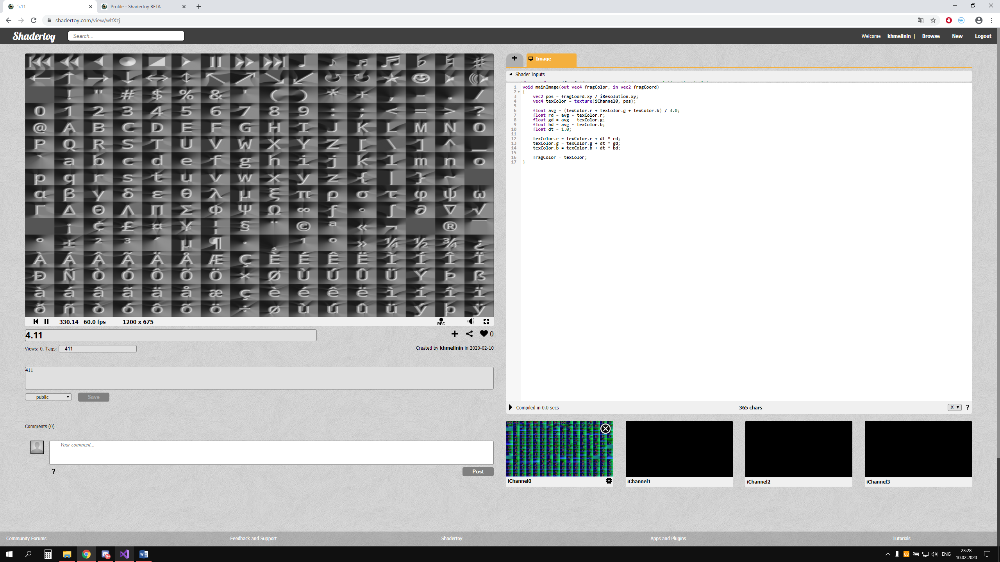 5.11
Profile - Shadertoy BETA
shadertoy.com/view/wltXzj
Shadertoy
Search...
Welcome khmelinin | Browse New Logout
! " # $ % & ' ( ) * + , - . /
0 1 2 3 4 5 6 7 8 9 : ; < = > ?
@ A B C D E F G H I J K L M N O
P Q R S T U V W X Y Z [ \ ] ^ _
` a b c d e f g h i j k l m n o
p q r s t u v w x y z { | } ~
α β γ δ ε θ λ μ ξ π ρ σ τ φ ψ ω
Γ Δ Θ Λ Π Σ Φ Ψ Ω ∞ ƒ • ∫ ∂ ∇ √
¡ ¢ £ ¤ ¥ ¦ § ¨ © ª « ¬ ® ¯
° ± ² ³ ´ µ ¶ · ¸ ¹ º » ¼ ½ ¾ ¿
À Á Â Ã Ä Å Æ Ç È É Ê Ë Ì Í Î Ï
Ð Ñ Ò Ó Ô Õ Ö × Ø Ù Ú Û Ü Ý Þ ß
à á â ã ä å æ ç è é ê ë ì í î ï
ð ñ ò ó ô õ ö ÷ ø ù ú û ü ý þ ÿ
330.14 60.0 fps 1200 x 675
REC
4.11
0
Views: 0, Tags: 411
Created by khmelinin in 2020-02-10
411
public
Save
Comments (0)
Your comment...
?
Post
+ Image
Shader Inputs
1 void mainImage(out vec4 fragColor, in vec2 fragCoord)
2 {
3 vec2 pos = fragCoord.xy / iResolution.xy;
4 vec4 texColor = texture(iChannel0, pos);
5
6 float avg = (texColor.r + texColor.g + texColor.b) / 3.0;
7 float rd = avg - texColor.r;
8 float gd = avg - texColor.g;
9 float bd = avg - texColor.b;
10 float dt = 1.0;
11
12 texColor.r = texColor.r + dt * rd;
13 texColor.g = texColor.g + dt * gd;
14 texColor.b = texColor.b + dt * bd;
15
16 fragColor = texColor;
17 }
Compiled in 0.0 secs
365 chars
X ?
iChannel0
iChannel1
iChannel2
iChannel3
Community Forums
Feedback and Support
Shadertoy
Apps and Plugins
Tutorials
9+
68
ENG
23:28
10.02.2020